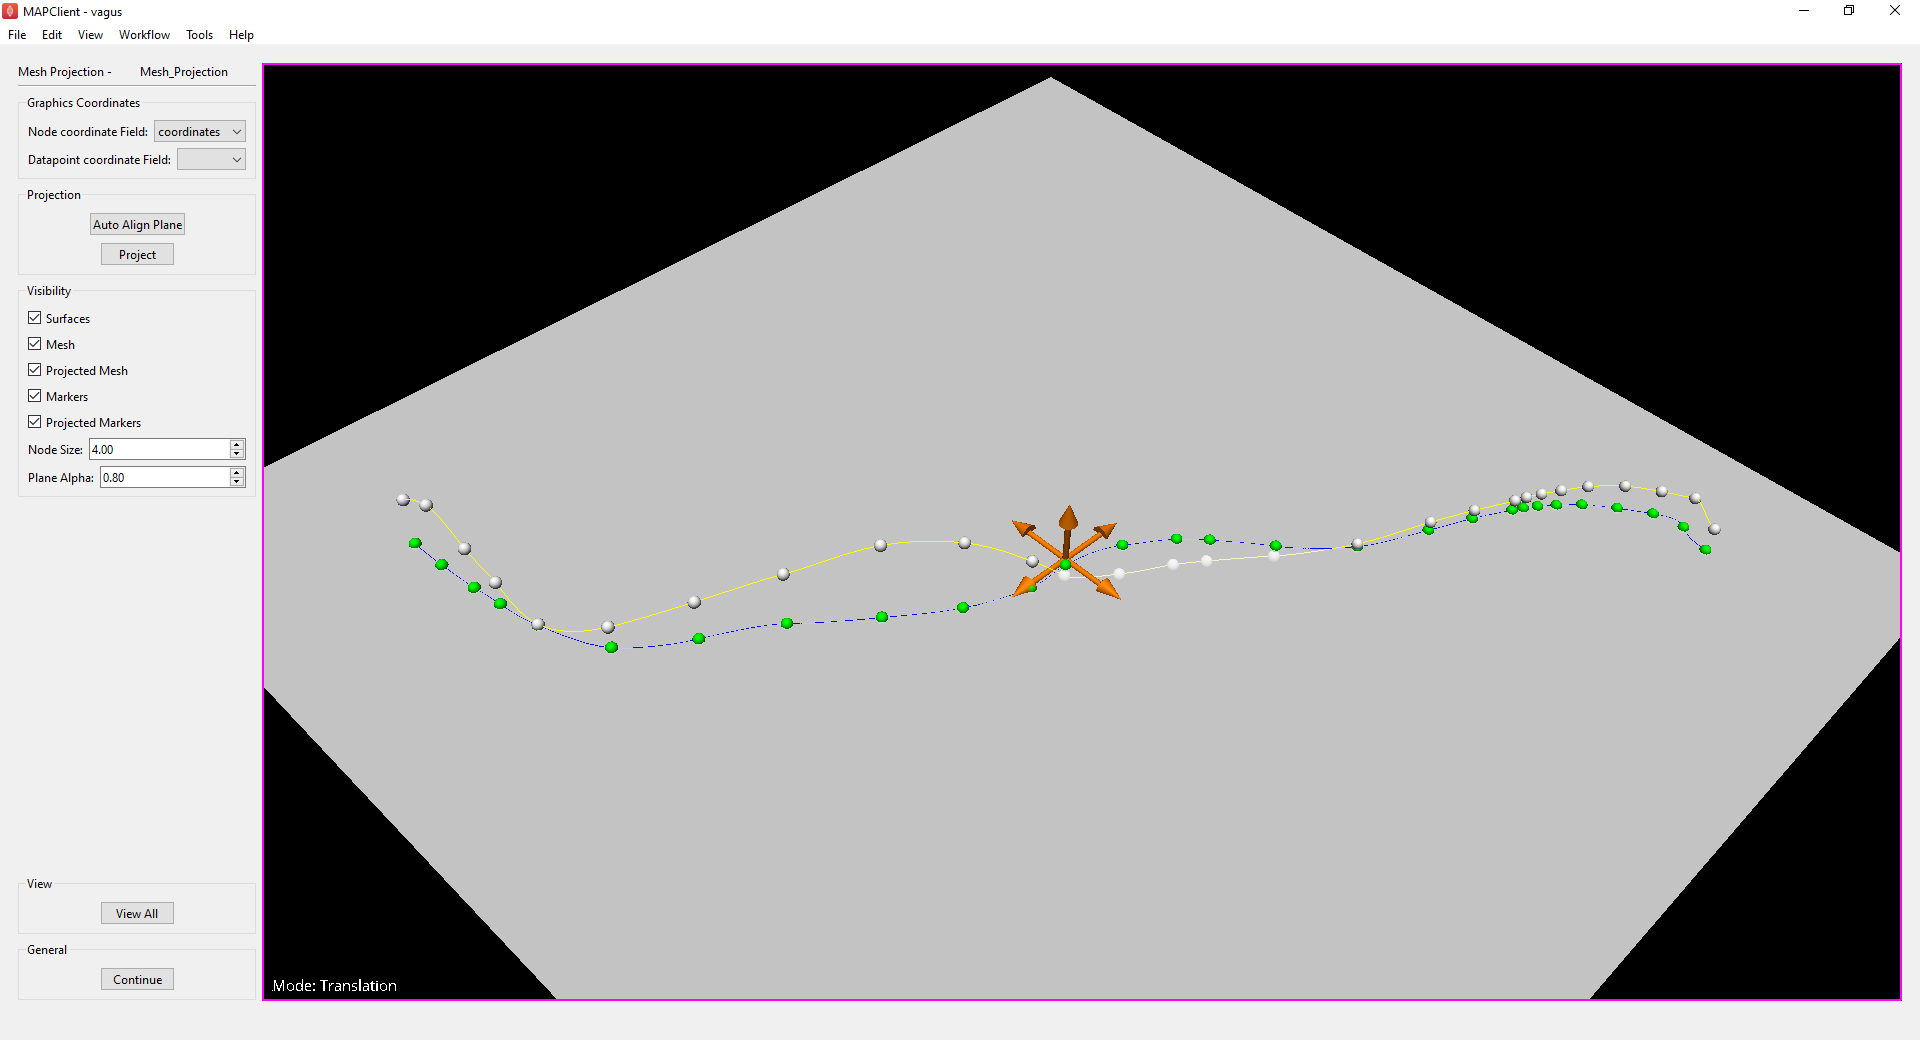 MAPClient - vagus
File Edit View Workflow Tools Help
Mesh Projection - Mesh_Projection
Graphics Coordinates
Node coordinate Field: coordinates
Datapoint coordinate Field:
Projection
Auto Align Plane
Project
Visibility
Surfaces
Mesh
Projected Mesh
Markers
Projected Markers
Node Size: 4.00
Plane Alpha: 0.80
View
View All
General
Continue
Mode: Translation